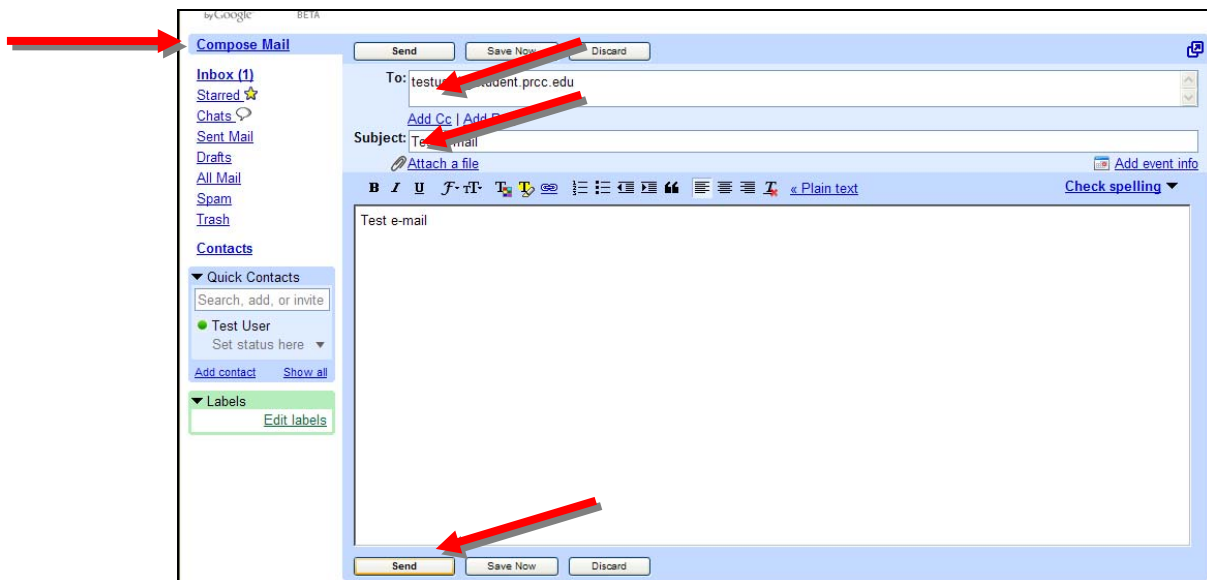 by Google BETA
Compose Mail
Send Save Now Discard
Inbox (1)
Starred
Chats
Sent Mail
Drafts
All Mail
Spam
Trash
Contacts
Quick Contacts
Search, add, or invite
Test User
Set status here
Add contact Show all
Labels
Edit labels
To:
Add Cc | Add
Subject:
Attach a file Add event info
B I U « Plain text Check spelling
Test e-mail
Send Save Now Discard